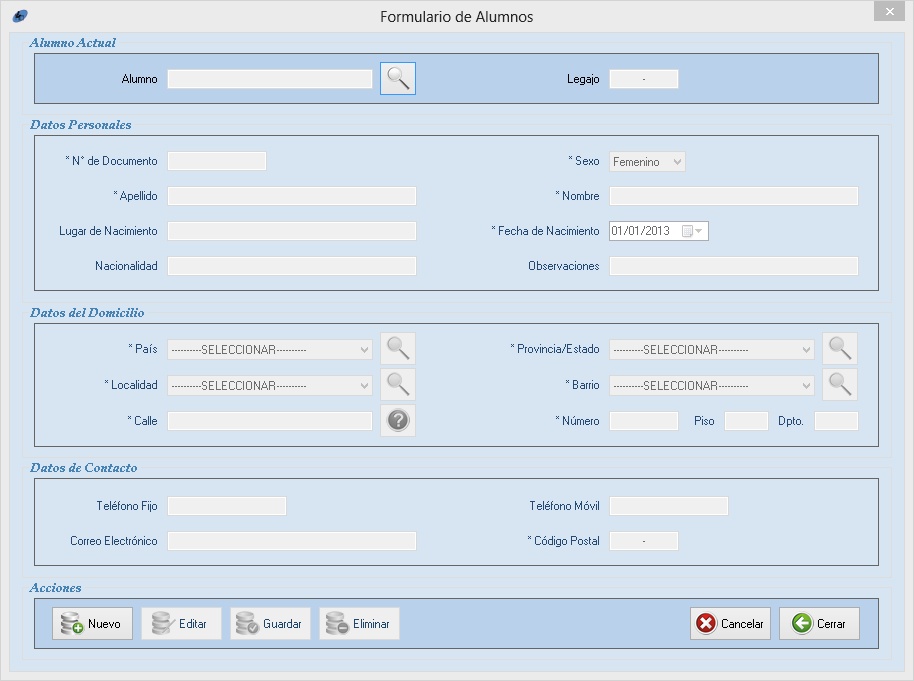 Formulario de Alumnos
Alumno Actual
Alumno Legajo -
Datos Personales
* N° de Documento * Sexo Femenino
* Apellido * Nombre
Lugar de Nacimiento * Fecha de Nacimiento 01/01/2013
Nacionalidad Observaciones
Datos del Domicilio
* País ----------SELECCIONAR---------- * Provincia/Estado ----------SELECCIONAR----------
* Localidad ----------SELECCIONAR---------- * Barrio ----------SELECCIONAR----------
* Calle ? * Número Piso Dpto.
Datos de Contacto
Teléfono Fijo Teléfono Móvil
Correo Electrónico * Código Postal -
Acciones
Nuevo Editar Guardar Eliminar Cancelar Cerrar